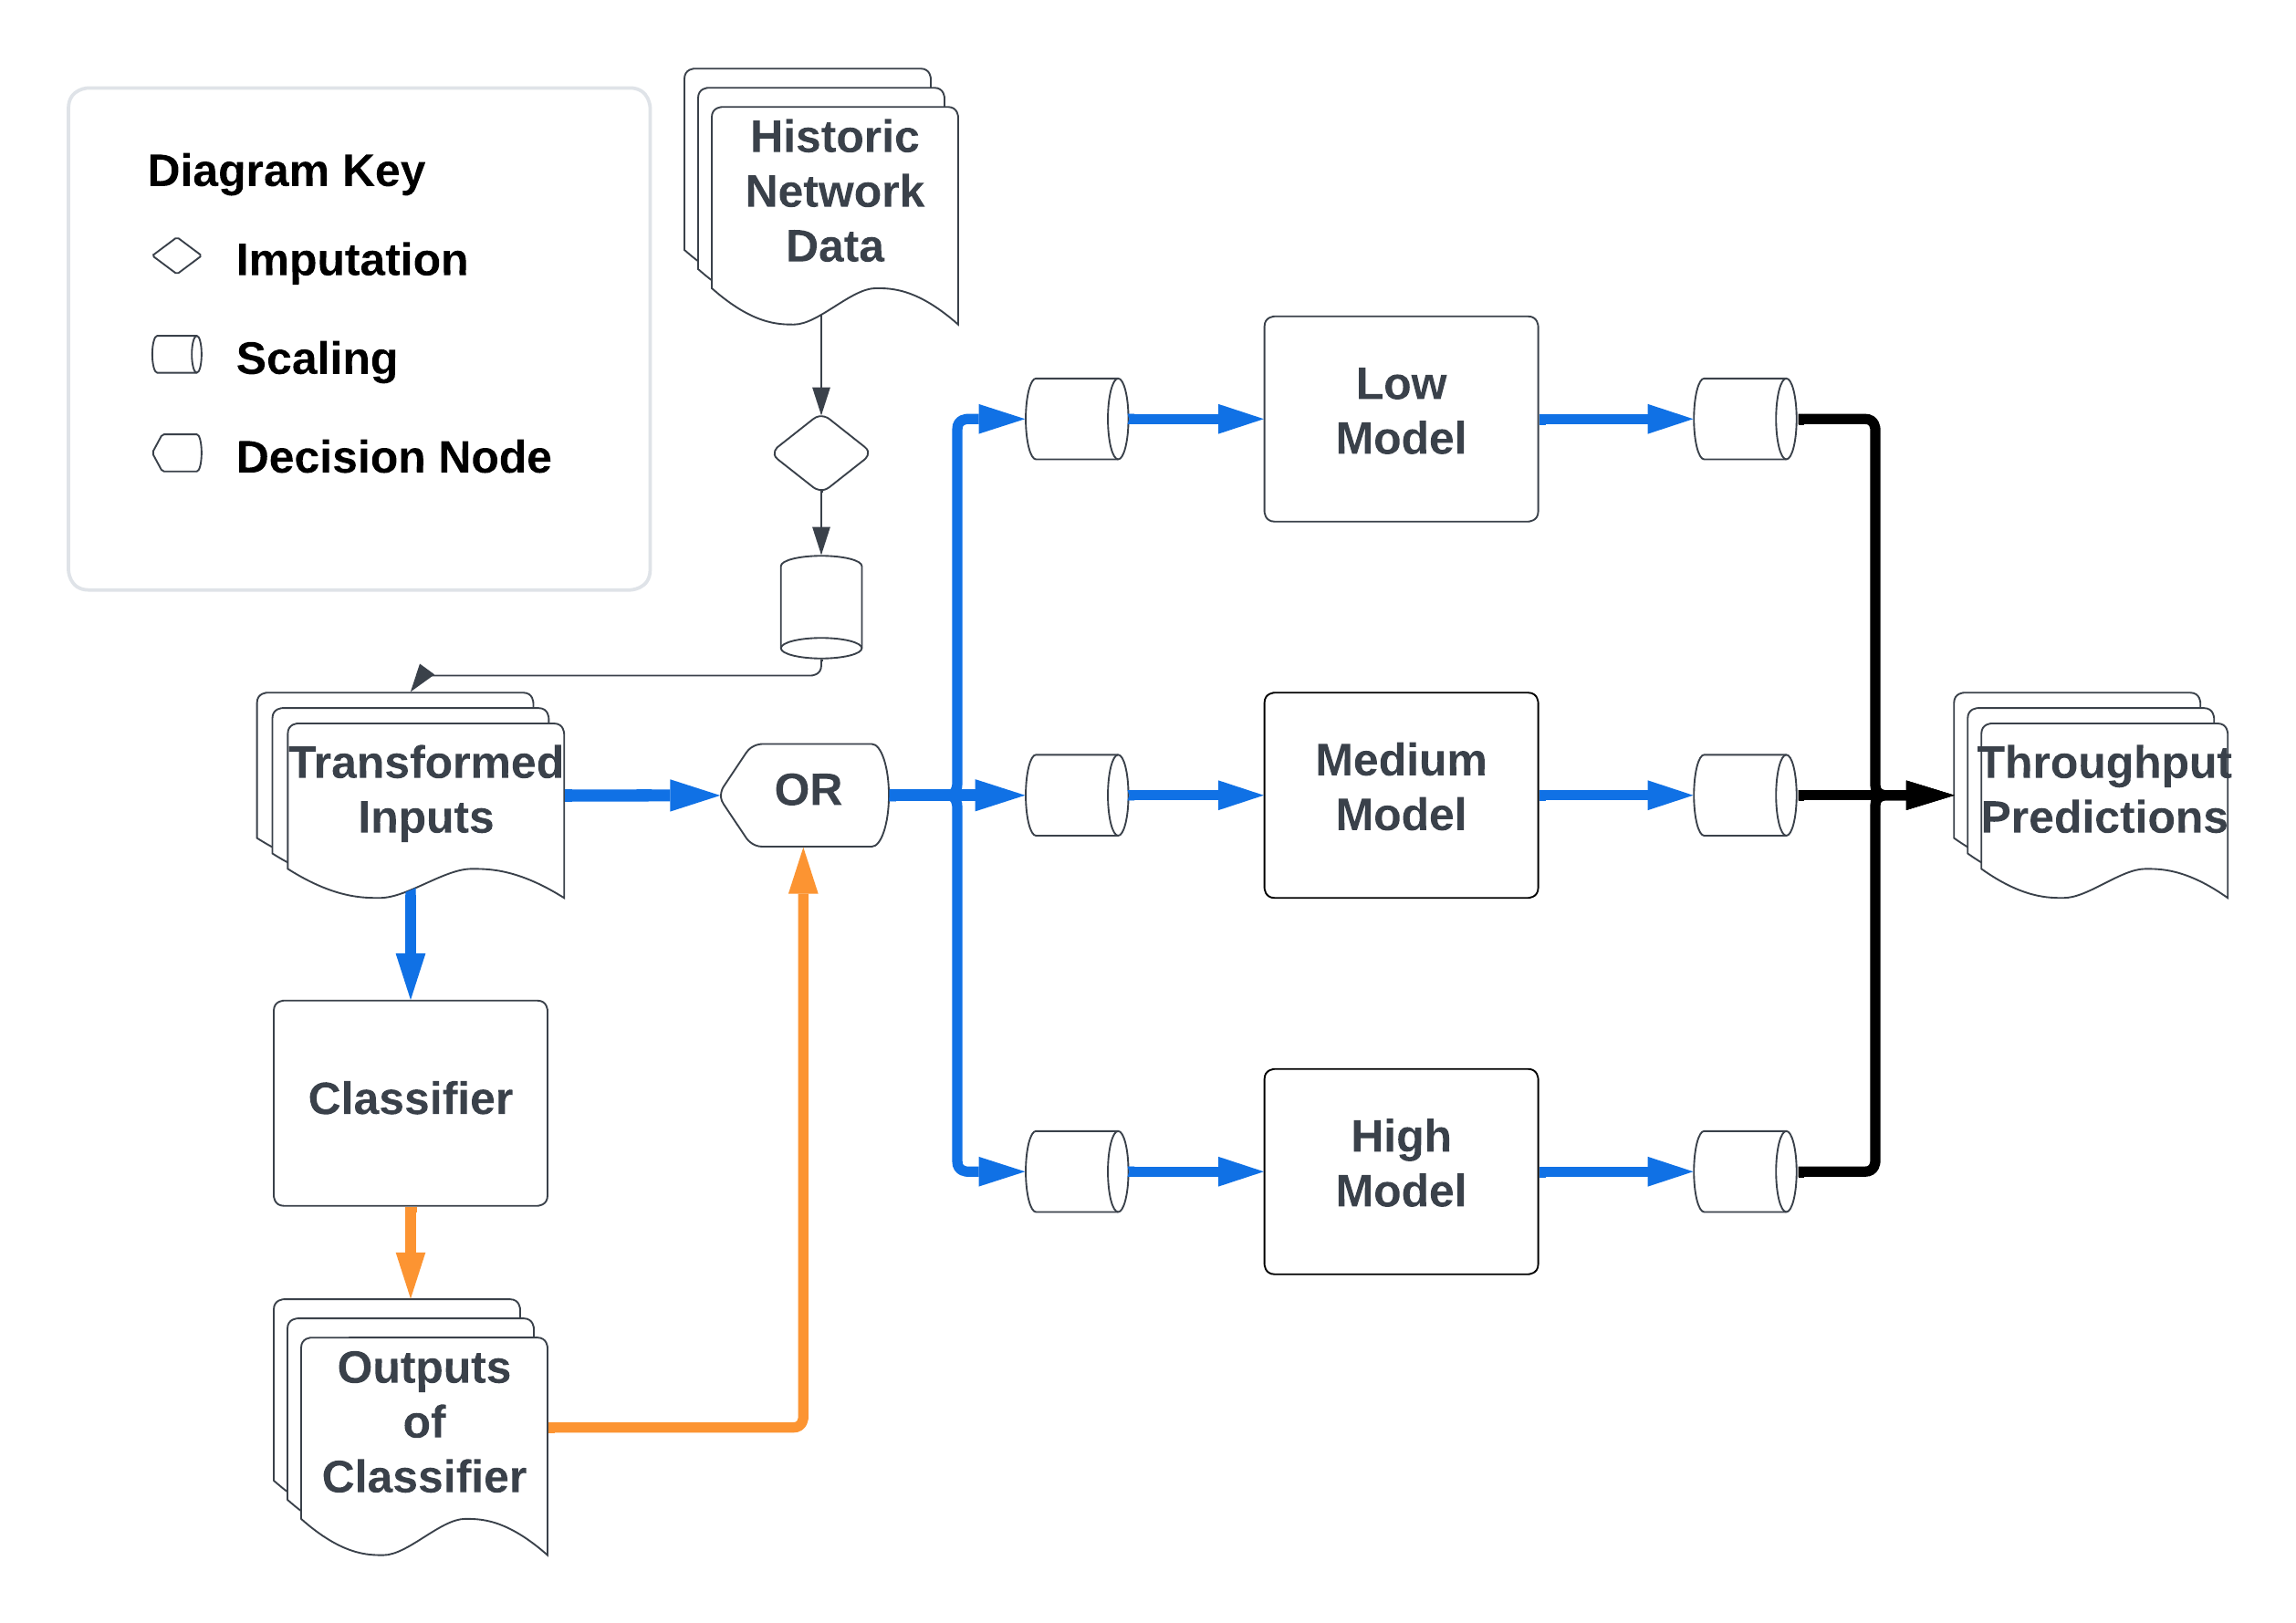 Diagram Key
Imputation
Scaling
Decision Node
Historic
Network
Data
Low
Model
Transformed
Inputs
OR
Medium
Model
Throughput
Predictions
Classifier
High
Model
Outputs
of
Classifier